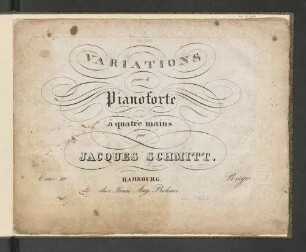 VARIATIONS
pour le
Pianoforte
à quatre mains
par
JACQUES SCHMITT.
HAMBOURG
chez Jean Aug. Böhme